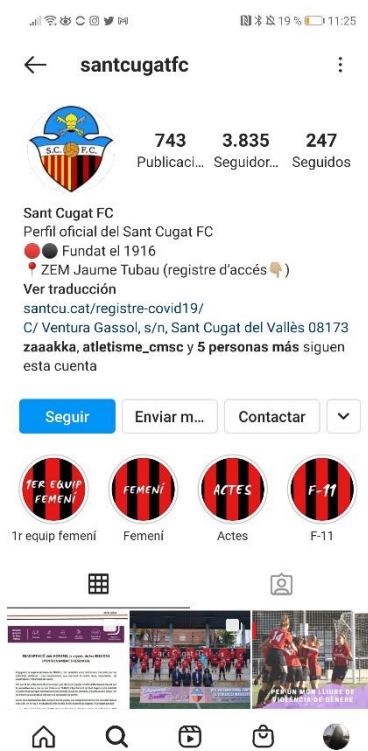 19 % 11:25
santcugatfc
743 3.835 247
Publicaci... Seguidor... Seguidos
S.C. F.C.
Sant Cugat FC
Perfil oficial del Sant Cugat FC
🔴⚫ Fundat el 1916
📍 ZEM Jaume Tubau (registre d'accés👇🏼)
Ver traducción
santcu.cat/registre-covid19/
C/ Ventura Gassol, s/n, Sant Cugat del Vallès 08173
zaaakka, atletisme_cmsc y 5 personas más siguen
esta cuenta
Seguir Enviar m... Contactar
1ER EQUIP
FEMENÍ
FEMENÍ
ACTES
F-11
1r equip femení Femení Actes F-11
PER UN MÓN LLIURE DE
VIOLÈNCIA DE GÈNERE